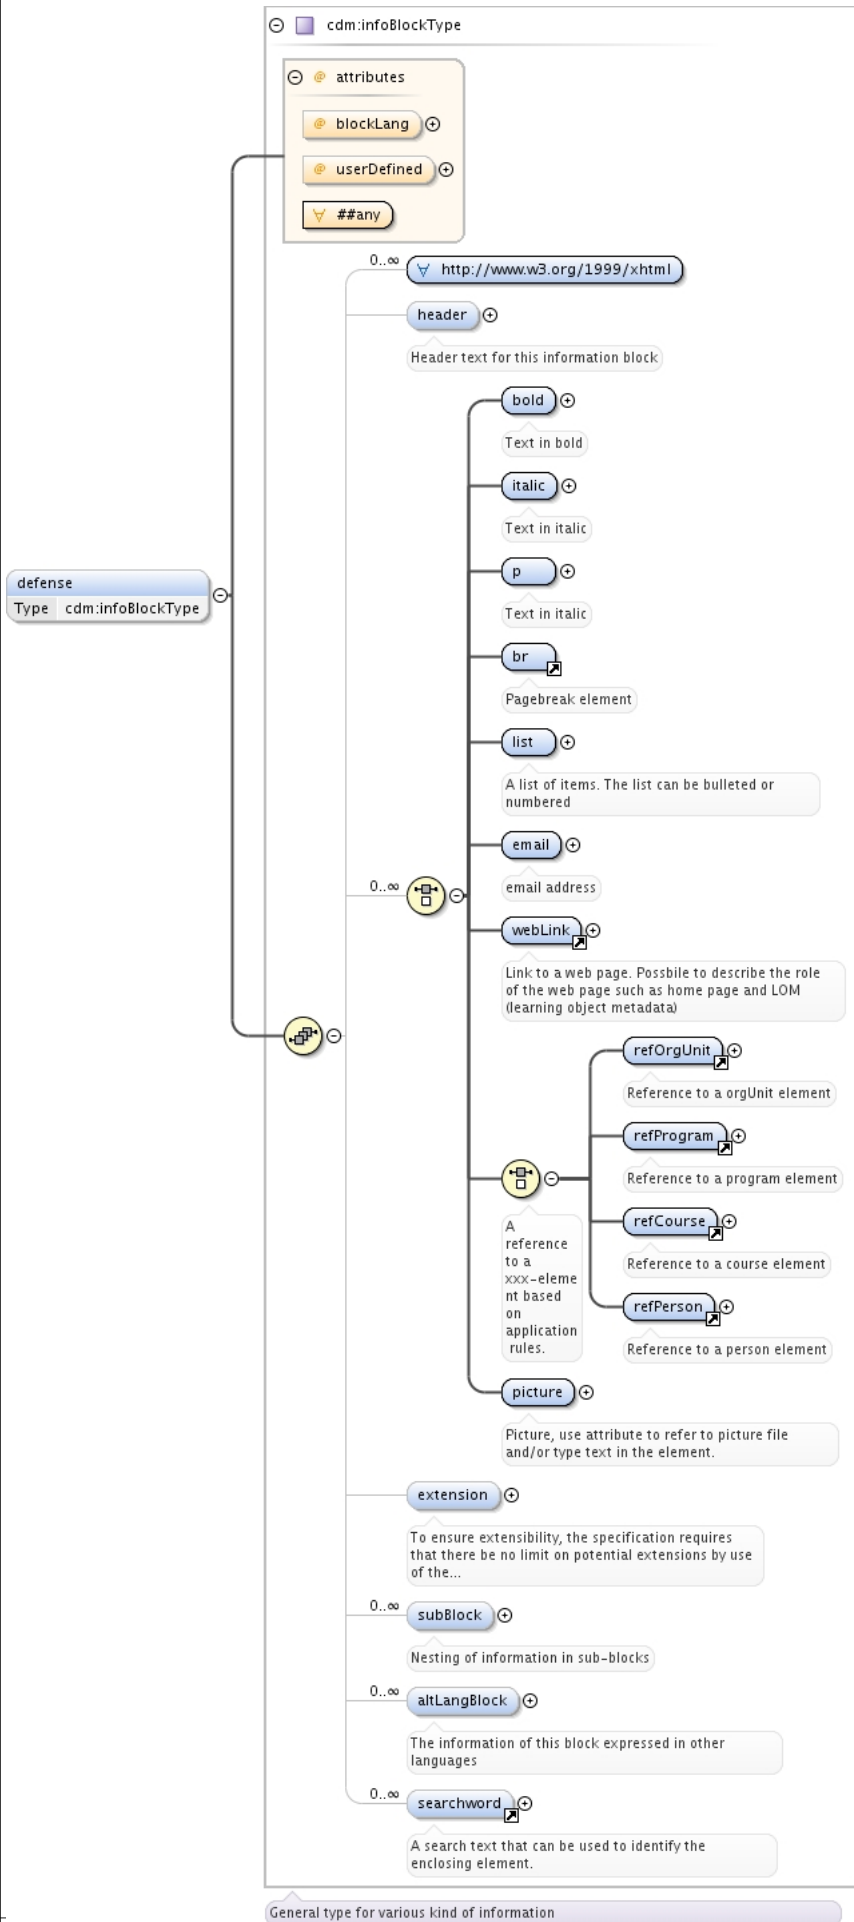 cdm:infoBlockType
attributes
blockLang
userDefined
##any
0..∞
http://www.w3.org/1999/xhtml
header
Header text for this information block
bold
Text in bold
italic
Text in italic
p
Text in italic
defense
Type cdm:infoBlockType
br
Pagebreak element
list
A list of items. The list can be bulleted or
numbered
email
email address
0..∞
webLink
Link to a web page. Possbile to describe the role
of the web page such as home page and LOM
(learning object metadata)
refOrgUnit
Reference to a orgUnit element
refProgram
Reference to a program element
refCourse
Reference to a course element
refPerson
Reference to a person element
A
reference
to a
xxx-eleme
nt based
on
application
rules.
picture
Picture, use attribute to refer to picture file
and/or type text in the element.
extension
To ensure extensibility, the specification requires
that there be no limit on potential extensions by use
of the...
0..∞
subBlock
Nesting of information in sub-blocks
0..∞
altLangBlock
The information of this block expressed in other
languages
0..∞
searchword
A search text that can be used to identify the
enclosing element.
General type for various kind of information